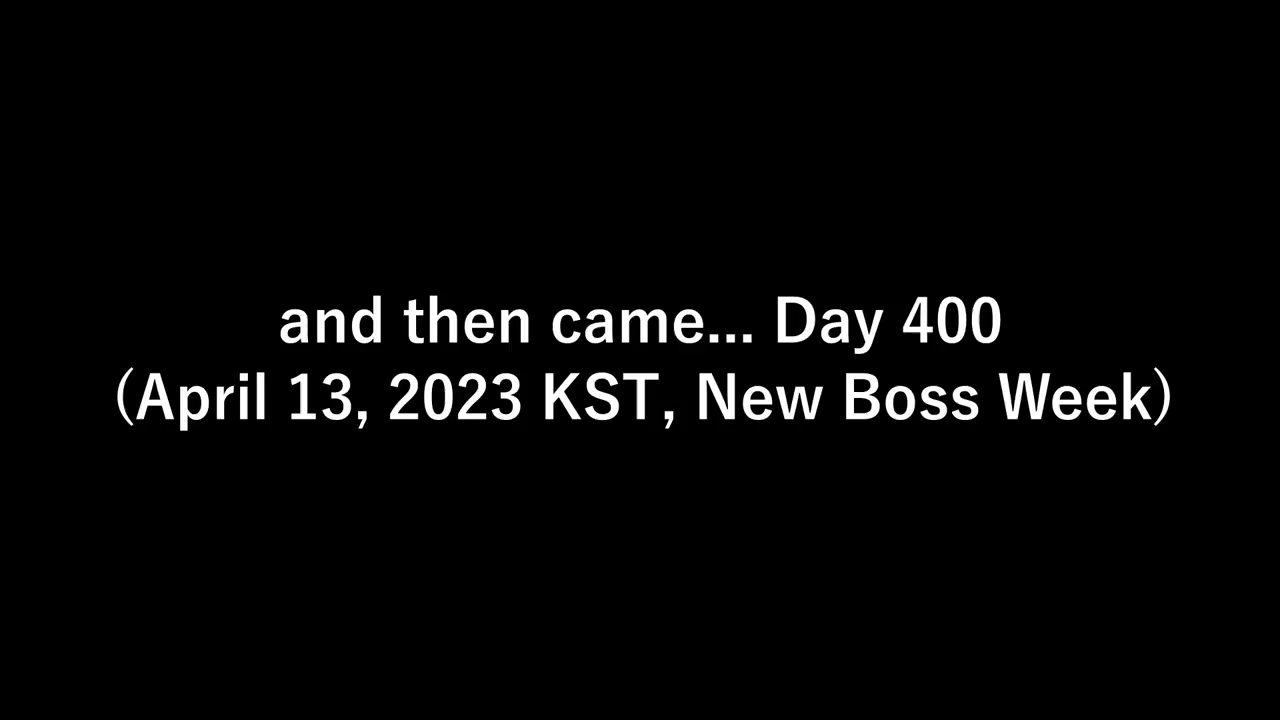 and then came... Day 400
(April 13, 2023 KST, New Boss Week)